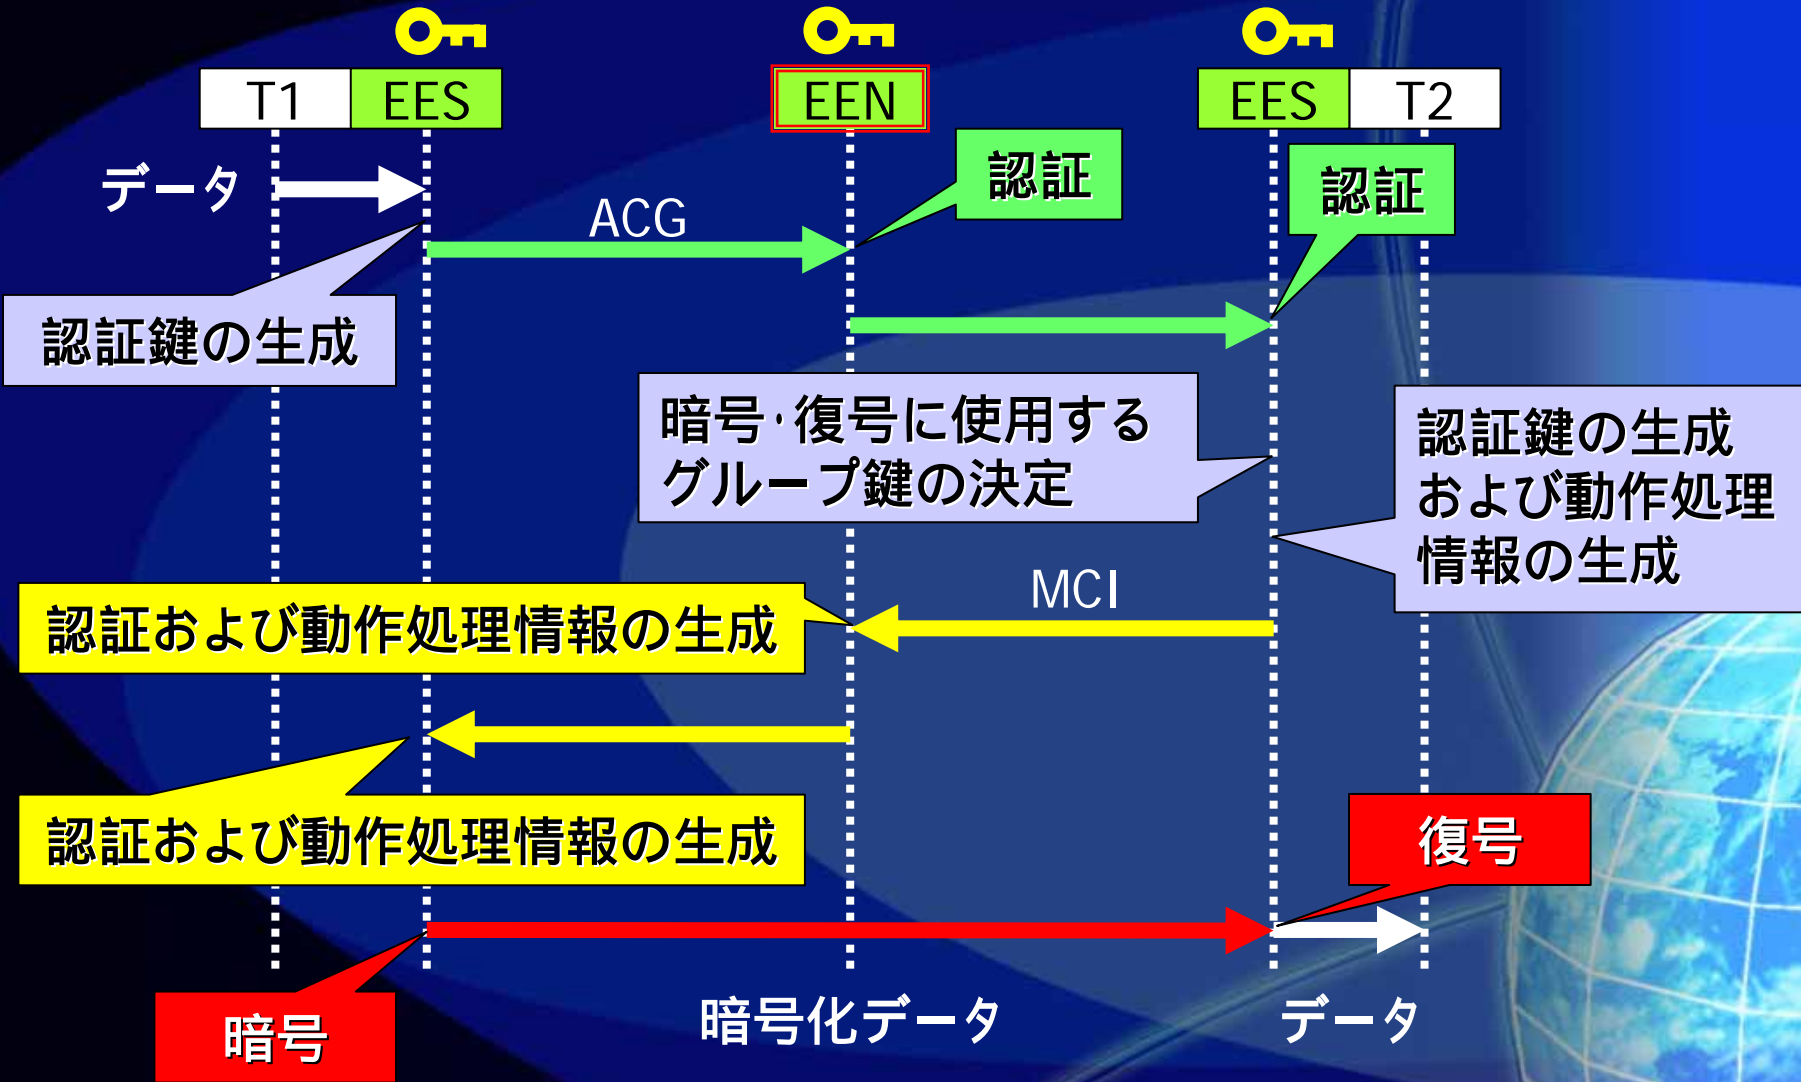 T1 EES EEN EES T2
データ
ACG
認証
認証
認証鍵の生成
暗号・復号に使用する
グループ鍵の決定
認証鍵の生成
および動作処理
情報の生成
MCI
認証および動作処理情報の生成
認証および動作処理情報の生成
復号
暗号
暗号化データ
データ